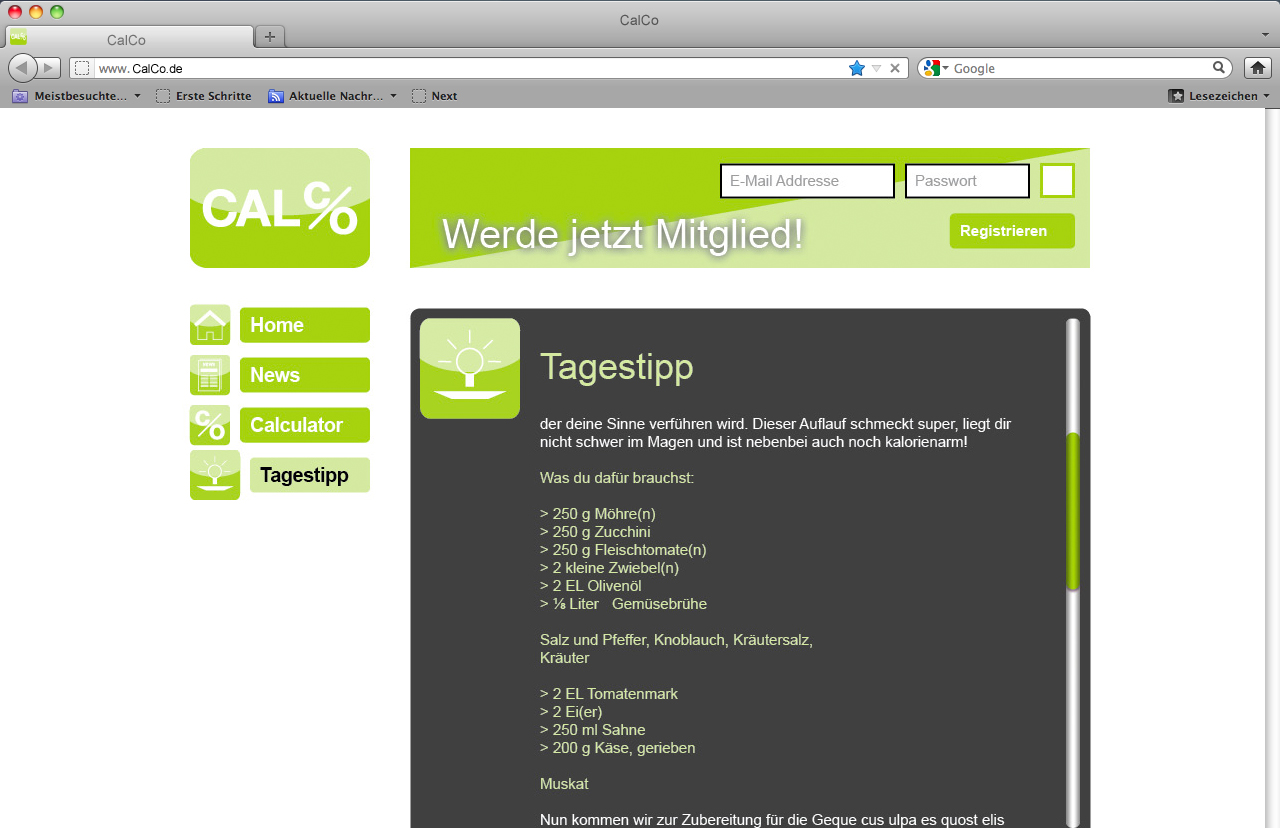 CalCo
CALC/o
CalCo
www.CalCo.de
Google
Meistbesuchte...
Erste Schritte
Aktuelle Nachr...
Next
Lesezeichen
CALC/O
E-Mail Addresse
Passwort
Werde jetzt Mitglied!
Registrieren
Home
News
C/O
Calculator
Tagestipp
Tagestipp
der deine Sinne verführen wird. Dieser Auflauf schmeckt super, liegt dir
nicht schwer im Magen und ist nebenbei auch noch kalorienarm!
Was du dafür brauchst:
> 250 g Möhre(n)
> 250 g Zucchini
> 250 g Fleischtomate(n)
> 2 kleine Zwiebel(n)
> 2 EL Olivenöl
> ⅛ Liter Gemüsebrühe
Salz und Pfeffer, Knoblauch, Kräutersalz,
Kräuter
> 2 EL Tomatenmark
> 2 Ei(er)
> 250 ml Sahne
> 200 g Käse, gerieben
Muskat
Nun kommen wir zur Zubereitung für die Geque cus ulpa es quost elis